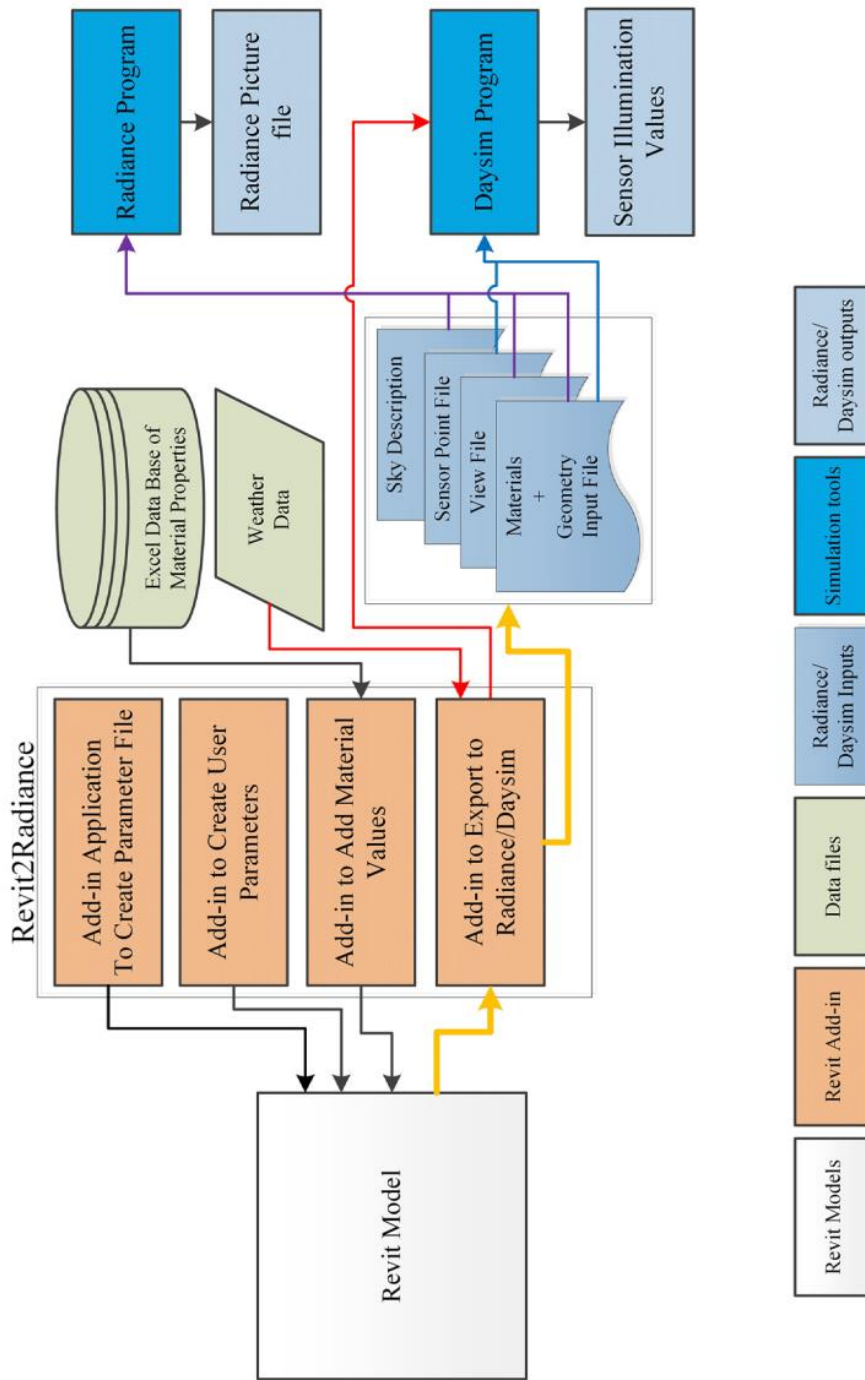 Revit2Radiance
Revit Model
Add-in Application
To Create Parameter File
Add-in to Create User
Parameters
Add-in to Add Material
Values
Add-in to Export to
Radiance/Daysim
Excel Data Base of
Material Properties
Weather
Data
Sky Description
Sensor Point File
View File
Materials
+
Geometry
Input File
Radiance Program
Radiance Picture
file
Daysim Program
Sensor Illumination
Values
Revit Models
Revit Add-in
Data files
Radiance/
Daysim Inputs
Simulation tools
Radiance/
Daysim outputs